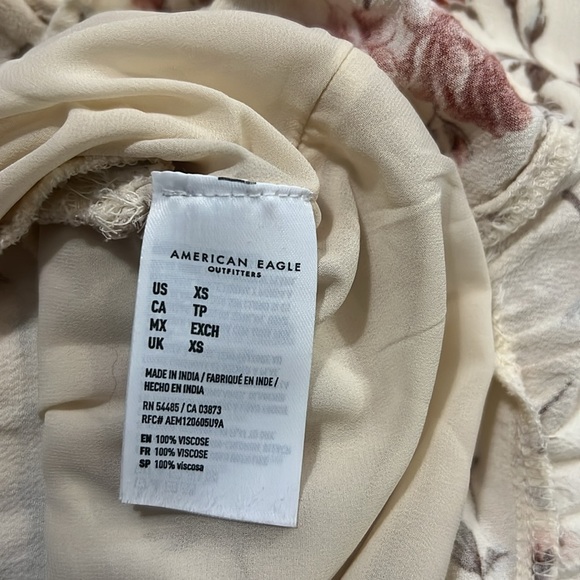 AMERICAN EAGLE
OUTFITTERS
US XS
CA TP
MX EXCH
UK XS
MADE IN INDIA / FABRIQUÉ EN INDE /
HECHO EN INDIA
RN 54485 / CA 03873
RFC# AEM120605U9A
EN 100% VISCOSE
FR 100% VISCOSE
SP 100% viscosa